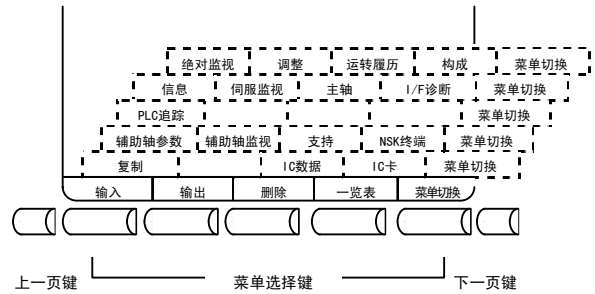 绝对监视 调整 运转履历 构成 菜单切换
信息 伺服监视 主轴 I/F诊断 菜单切换
PLC追踪 菜单切换
辅助轴参数 辅助轴监视 支持 NSK终端 菜单切换
复制 IC数据 IC卡 菜单切换
输入 输出 删除 一览表 菜单切换
上一页键 菜单选择键 下一页键